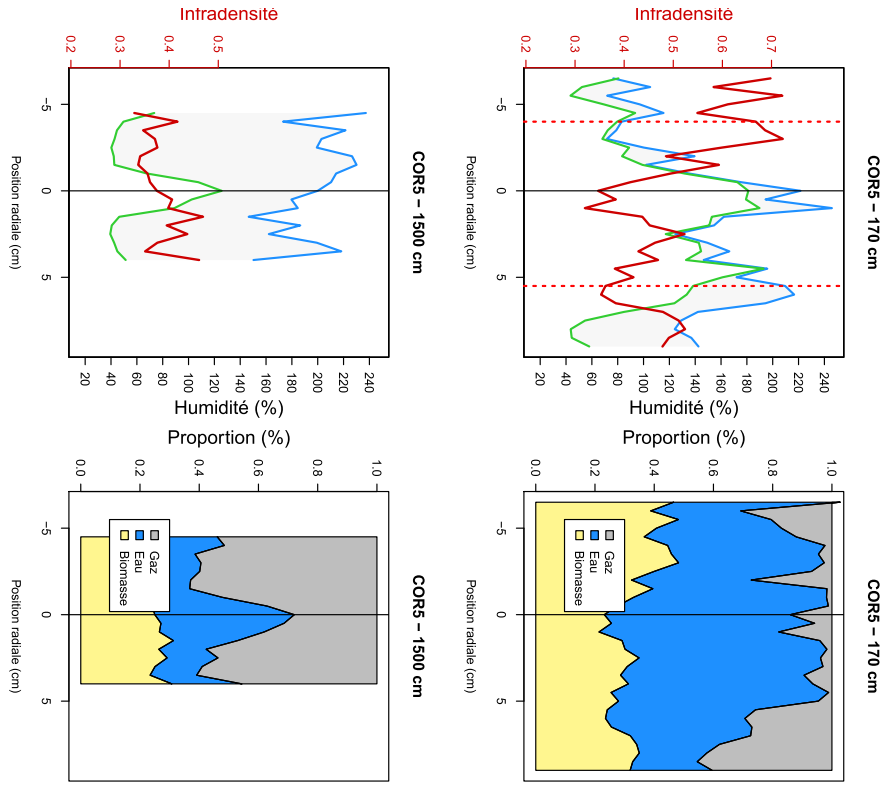 Infradensité
0.2 0.3 0.4 0.5
COR5 − 1500 cm
Position radiale (cm)
−5 0 5
20 40 60 80 100 120 140 160 180 200 220 240
Humidité (%)
Infradensité
0.2 0.3 0.4 0.5 0.6 0.7
COR5 − 170 cm
Position radiale (cm)
−5 0 5
20 40 60 80 100 120 140 160 180 200 220 240
Humidité (%)
Proportion (%)
0.0 0.2 0.4 0.6 0.8 1.0
COR5 − 1500 cm
Position radiale (cm)
−5 0 5
Gaz
Eau
Biomasse
Proportion (%)
0.0 0.2 0.4 0.6 0.8 1.0
COR5 − 170 cm
Position radiale (cm)
−5 0 5
Gaz
Eau
Biomasse